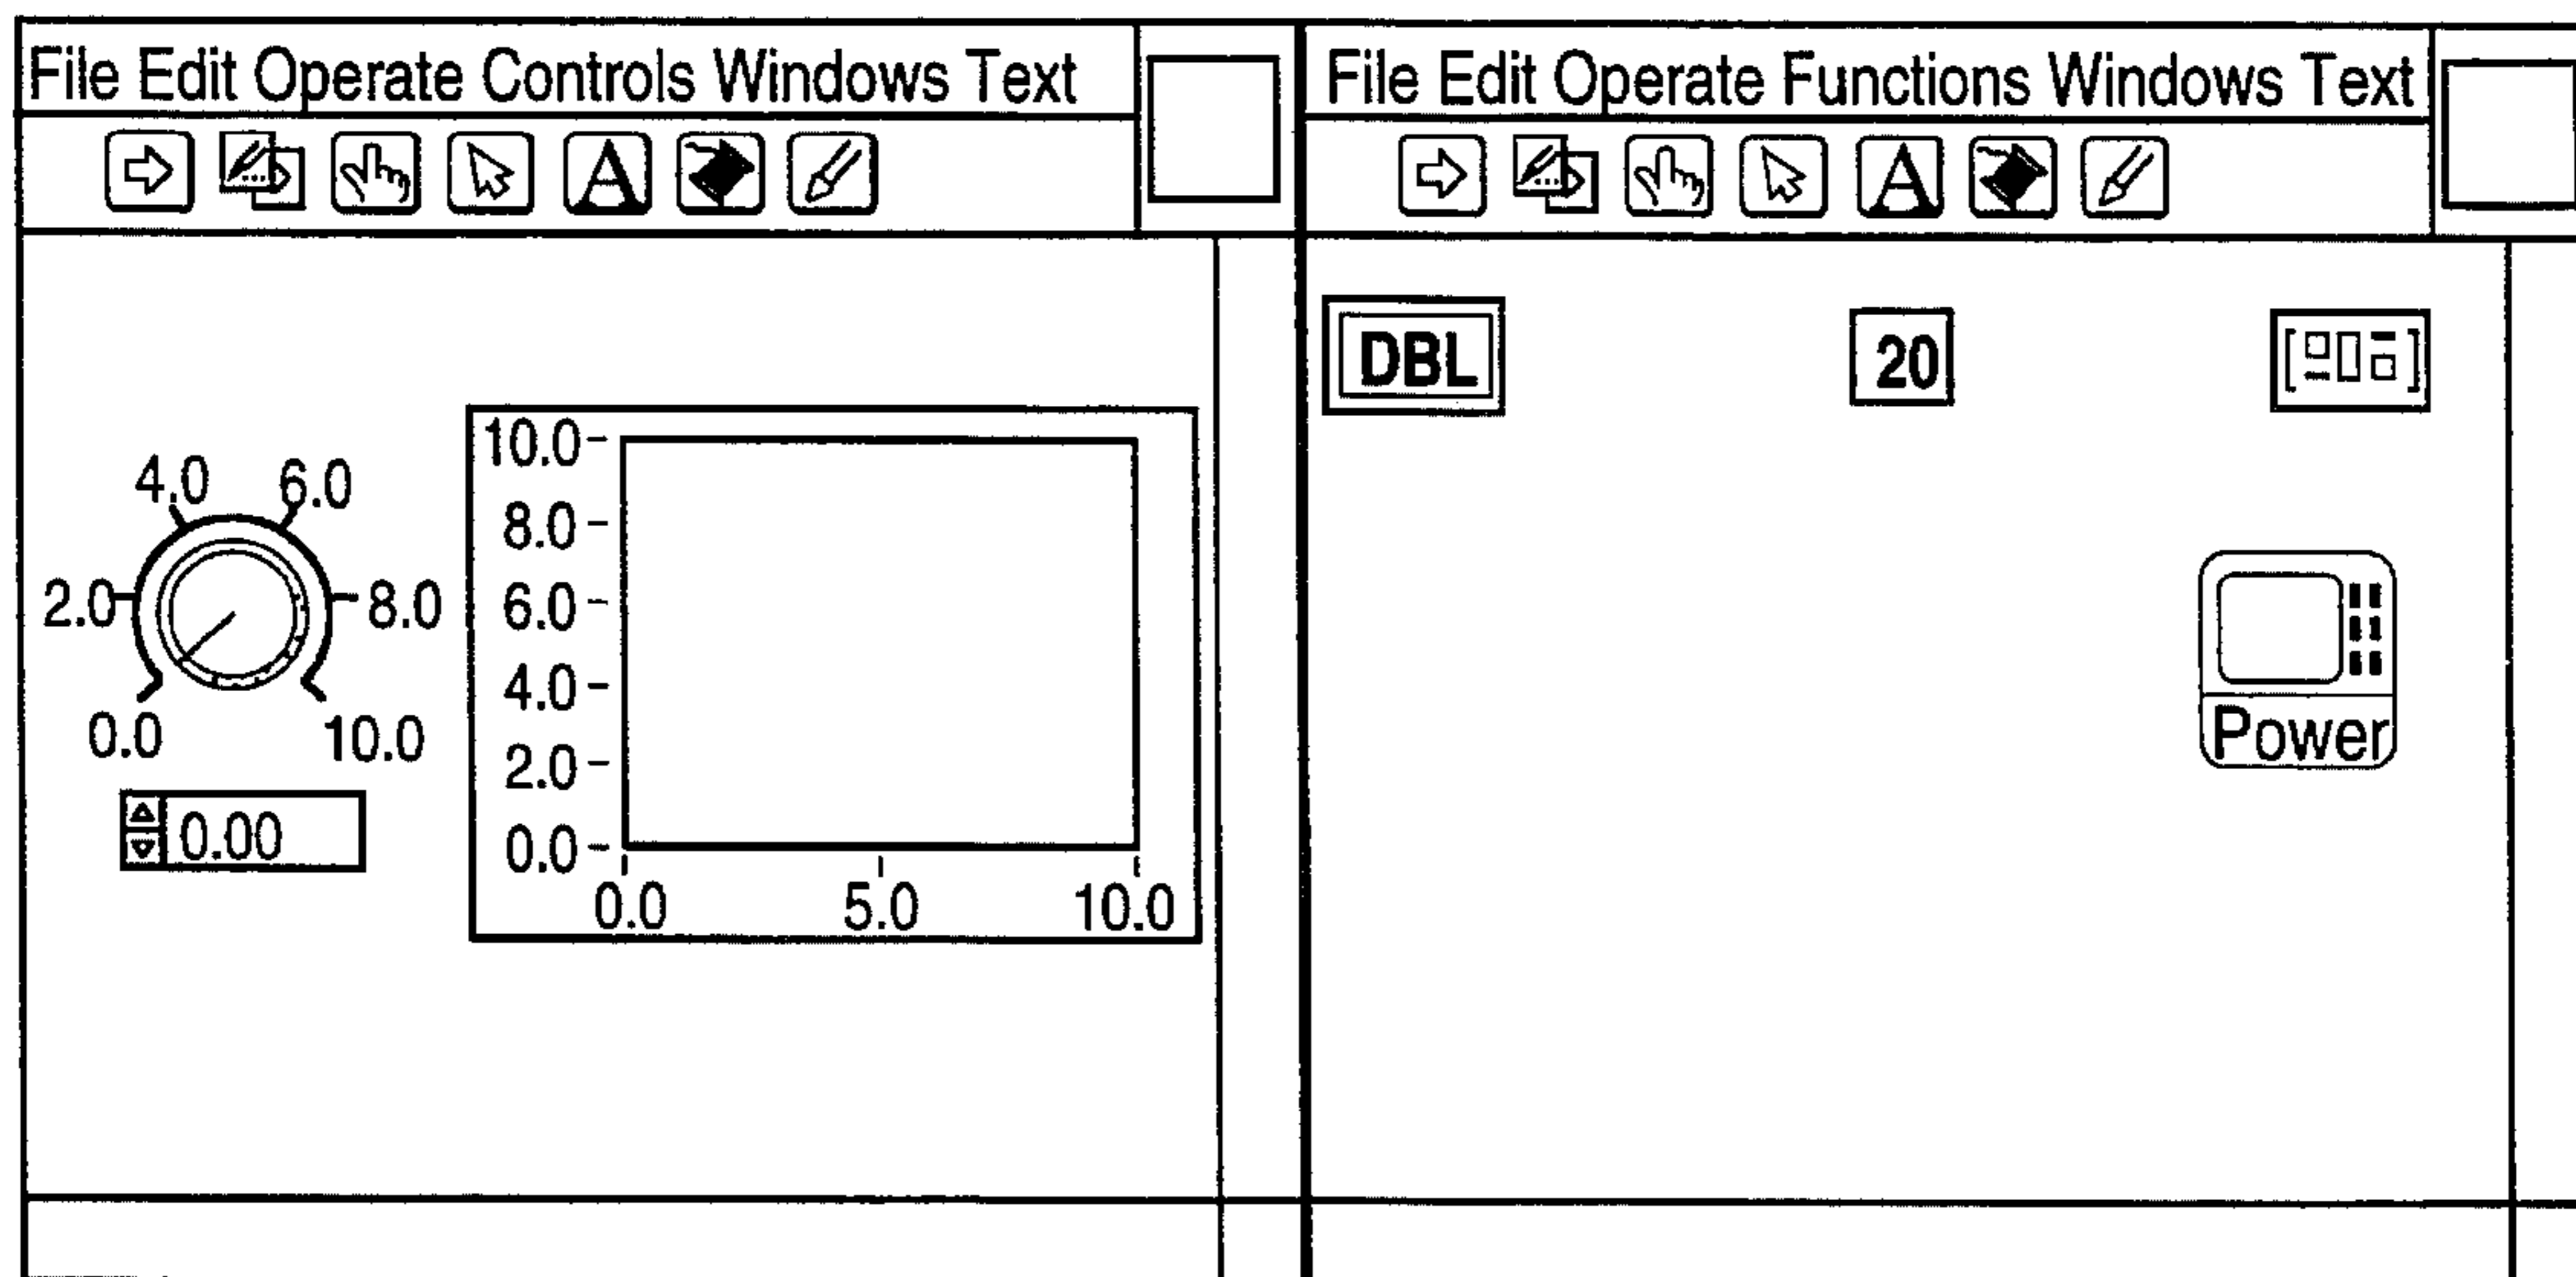 File Edit Operate Controls Windows Text
A
4.0 6.0
2.0 8.0
0.0 10.0
0.00
10.0
8.0
6.0
4.0
2.0
0.0
0.0 5.0 10.0
File Edit Operate Functions Windows Text
A
DBL
20
Power